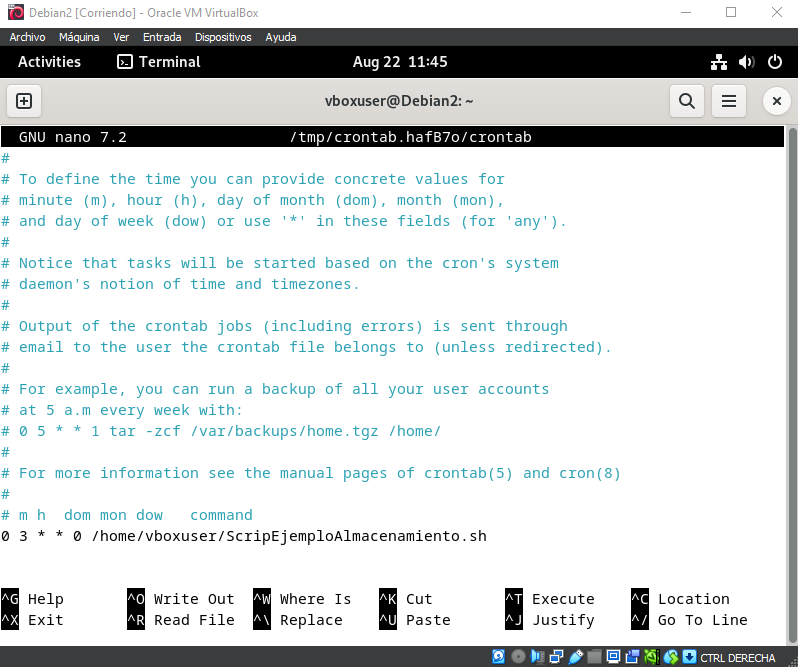 Debian2 [Corriendo] - Oracle VM VirtualBox
Archivo Máquina Ver Entrada Dispositivos Ayuda
Activities Terminal Aug 22 11:45
vboxuser@Debian2: ~
GNU nano 7.2 /tmp/crontab.hafB7o/crontab
#
# To define the time you can provide concrete values for
# minute (m), hour (h), day of month (dom), month (mon),
# and day of week (dow) or use '*' in these fields (for 'any').
#
# Notice that tasks will be started based on the cron's system
# daemon's notion of time and timezones.
#
# Output of the crontab jobs (including errors) is sent through
# email to the user the crontab file belongs to (unless redirected).
#
# For example, you can run a backup of all your user accounts
# at 5 a.m every week with:
# 0 5 * * 1 tar -zcf /var/backups/home.tgz /home/
#
# For more information see the manual pages of crontab(5) and cron(8)
#
# m h  dom mon dow   command
0 3 * * 0 /home/vboxuser/ScripEjemploAlmacenamiento.sh
^G Help ^O Write Out ^W Where Is ^K Cut ^T Execute ^C Location
^X Exit ^R Read File ^\ Replace ^U Paste ^J Justify ^/ Go To Line
CTRL DERECHA